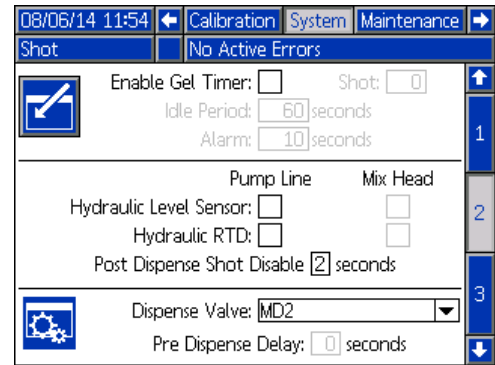 08/06/14 11:54 Calibration System Maintenance
Shot No Active Errors
Enable Gel Timer: Shot: 0
Idle Period: 60 seconds
Alarm: 10 seconds
1
Pump Line Mix Head
Hydraulic Level Sensor:
2
Hydraulic RTD:
Post Dispense Shot Disable 2 seconds
3
Dispense Valve: MD2
Pre Dispense Delay: 0 seconds